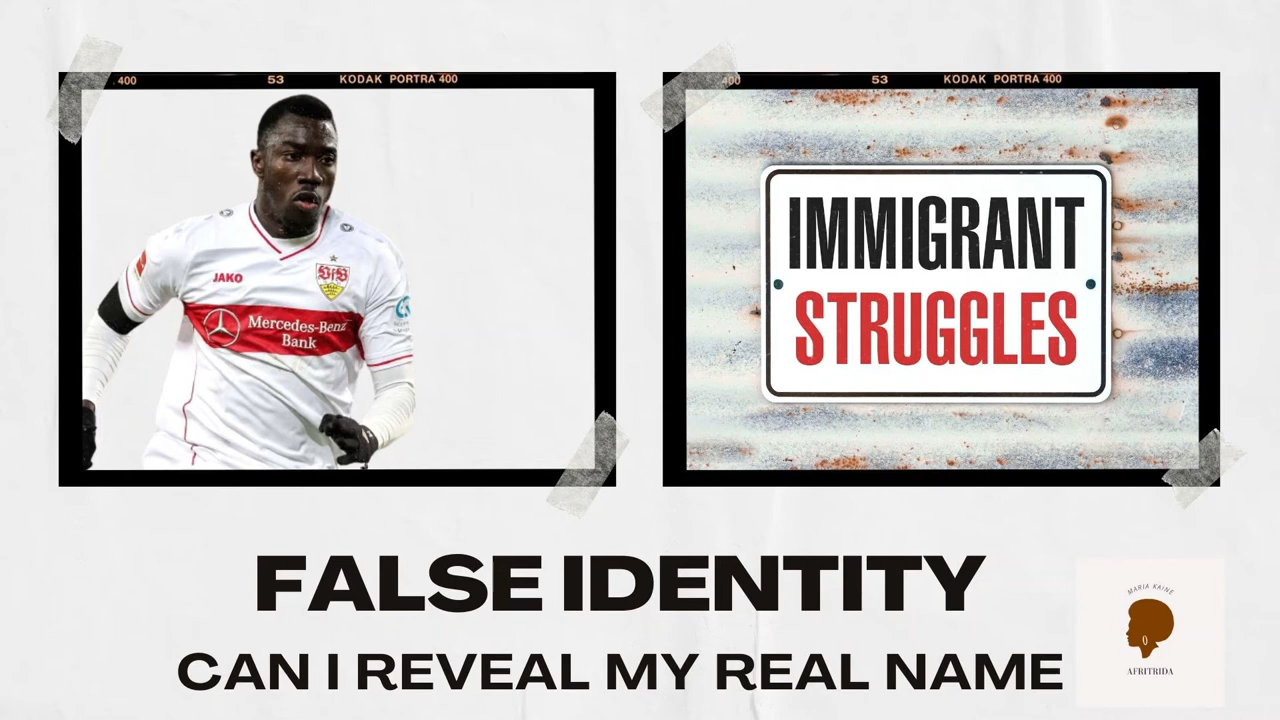 400
53
KODAK PORTRA 400
400
53
KODAK PORTRA 400
JAKO
VfB
Mercedes-Benz
Bank
IMMIGRANT
STRUGGLES
FALSE IDENTITY
CAN I REVEAL MY REAL NAME
MARIA KAINE
AFRITRIDA